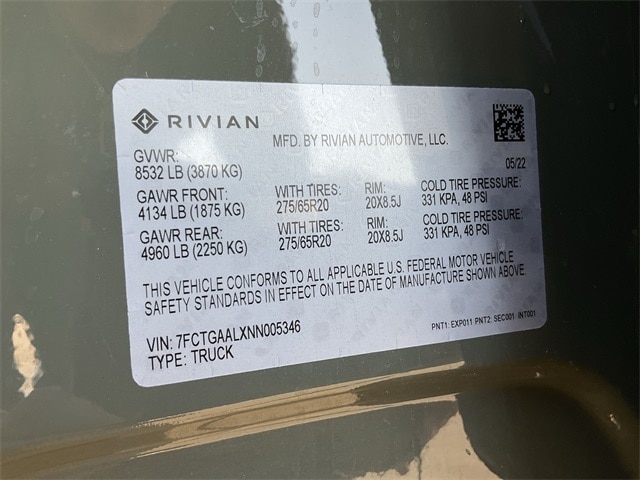 RIVIAN
MFD. BY RIVIAN AUTOMOTIVE, LLC.
05/22
GVWR:
8532 LB (3870 KG)
GAWR FRONT: WITH TIRES: RIM: COLD TIRE PRESSURE:
4134 LB (1875 KG) 275/65R20 20X8.5J 331 KPA, 48 PSI
GAWR REAR: WITH TIRES: RIM: COLD TIRE PRESSURE:
4960 LB (2250 KG) 275/65R20 20X8.5J 331 KPA, 48 PSI
THIS VEHICLE CONFORMS TO ALL APPLICABLE U.S. FEDERAL MOTOR VEHICLE
SAFETY STANDARDS IN EFFECT ON THE DATE OF MANUFACTURE SHOWN ABOVE
VIN: 7FCTGAALXNN005346
TYPE: TRUCK
PNT1: EXP011 PNT2: SEC001 INT001